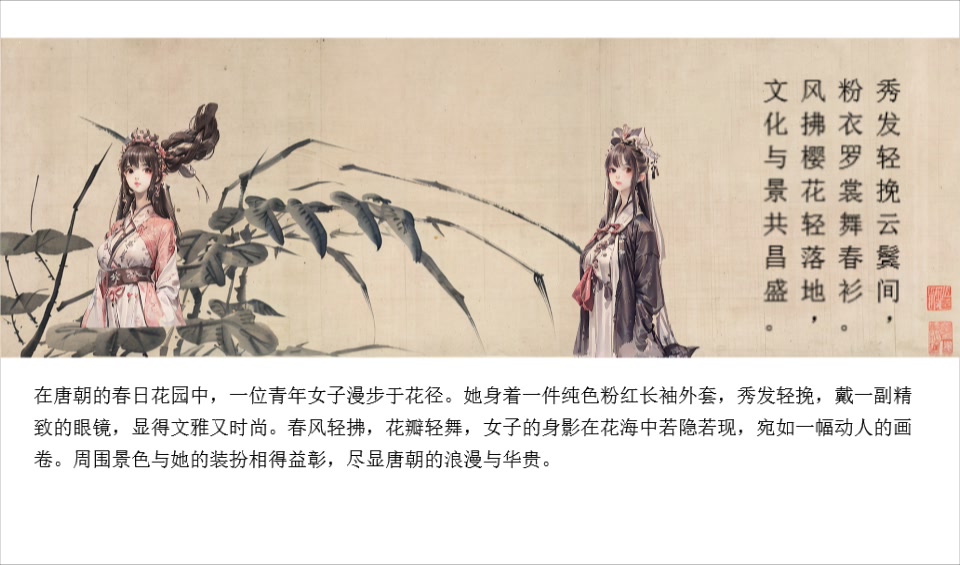 秀发轻挽云鬓间，
粉衣罗裳舞春衫。
风拂樱花轻落地，
文化与景共昌盛。
在唐朝的春日花园中，一位青年女子漫步于花径。她身着一件纯色粉红长袖外套，秀发轻挽，戴一副精
致的眼镜，显得文雅又时尚。春风轻拂，花瓣轻舞，女子的身影在花海中若隐若现，宛如一幅动人的画
卷。周围景色与她的装扮相得益彰，尽显唐朝的浪漫与华贵。